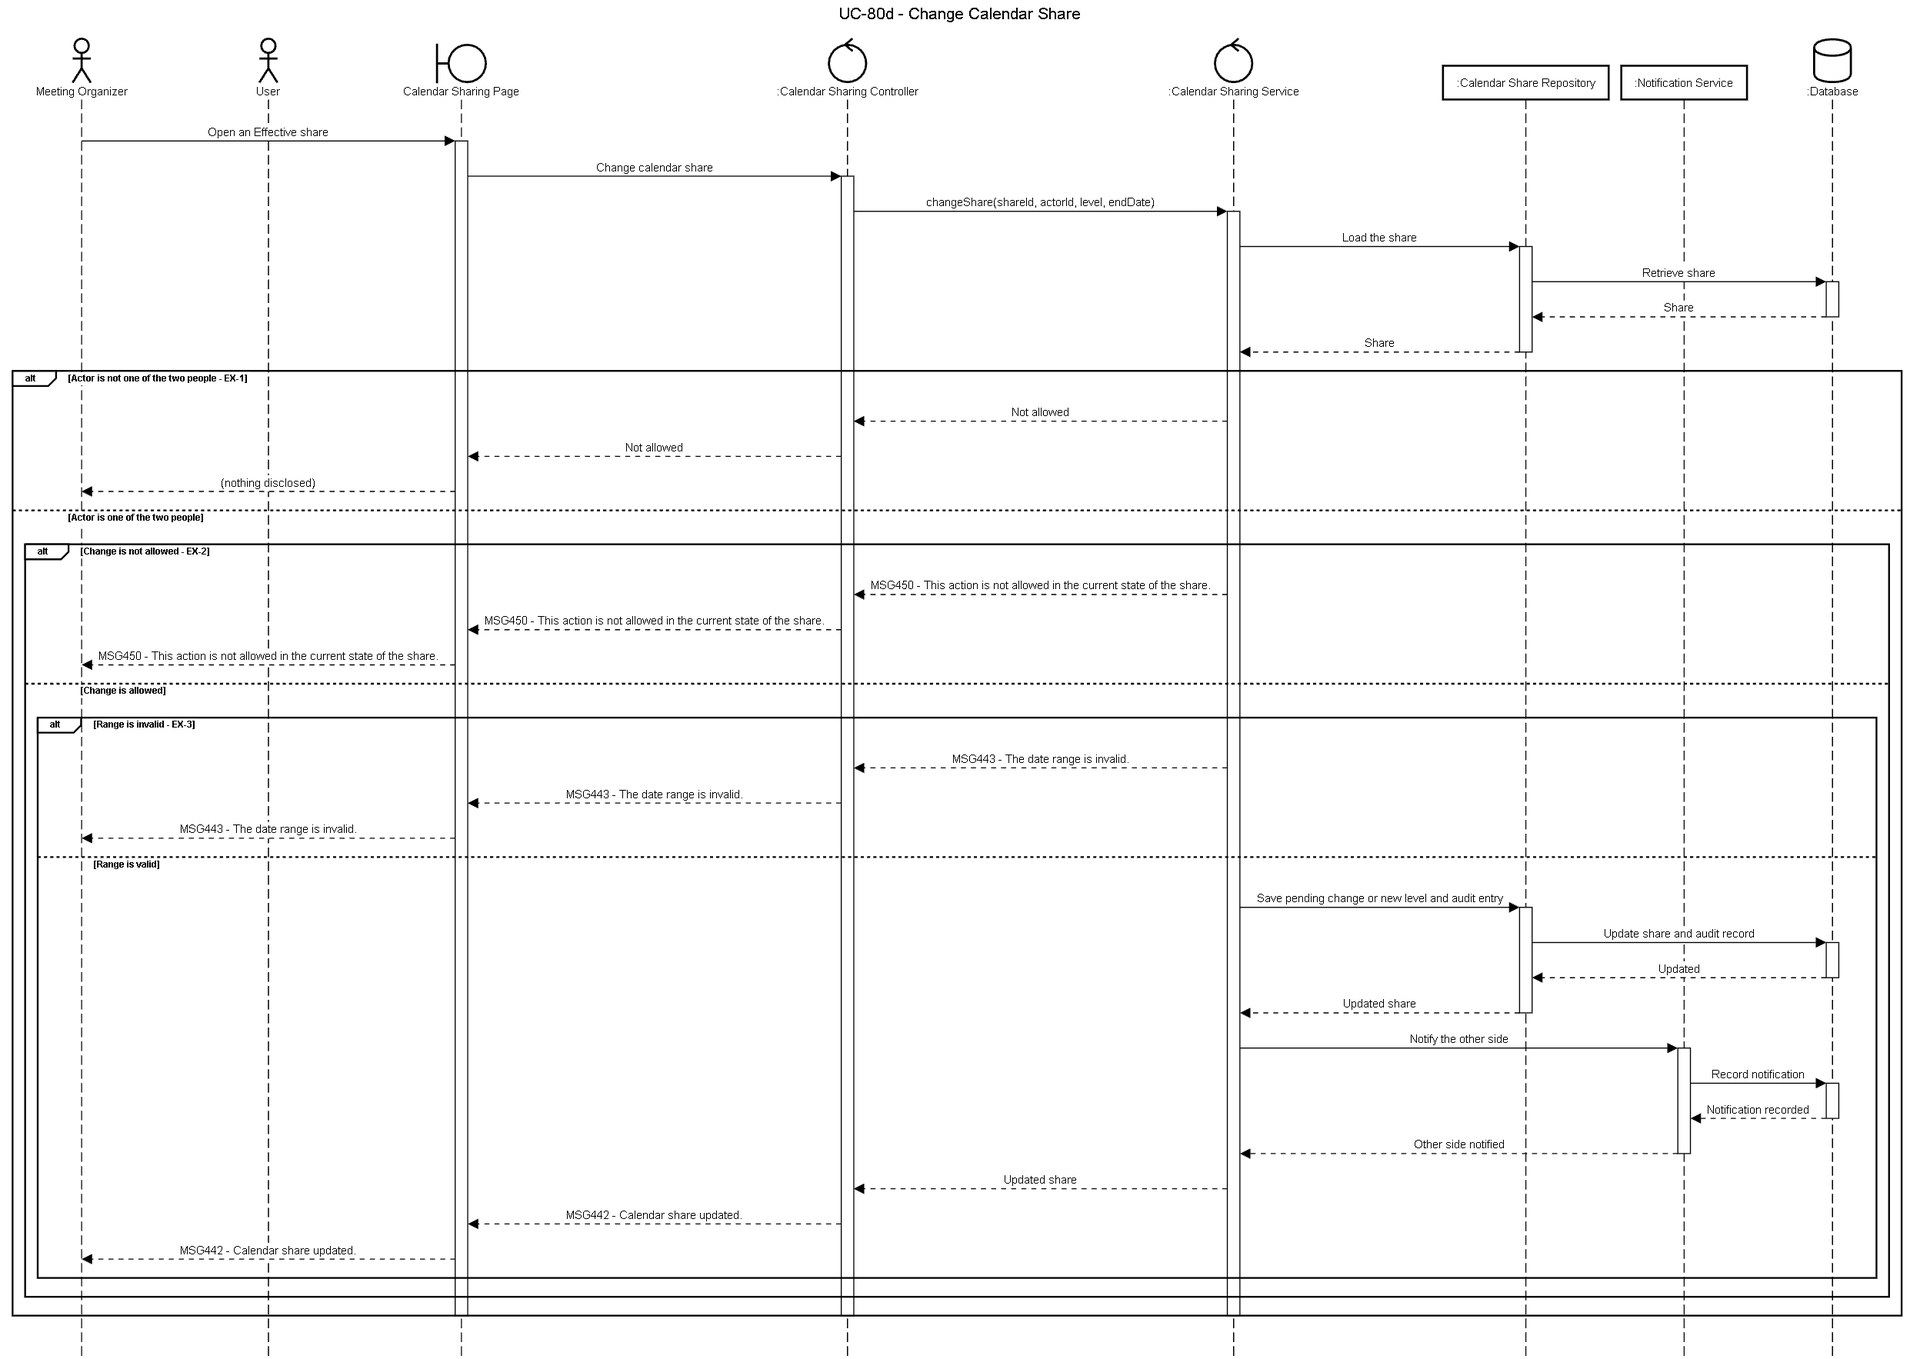 UC-80d - Change Calendar Share
Meeting Organizer
User
Calendar Sharing Page
:Calendar Sharing Controller
:Calendar Sharing Service
:Calendar Share Repository
:Notification Service
:Database
Open an Effective share
Change calendar share
changeShare(shareId, actorId, level, endDate)
Load the share
Retrieve share
Share
Share
alt
[Actor is not one of the two people - EX-1]
Not allowed
Not allowed
(nothing disclosed)
[Actor is one of the two people]
alt
[Change is not allowed - EX-2]
MSG450 - This action is not allowed in the current state of the share.
MSG450 - This action is not allowed in the current state of the share.
MSG450 - This action is not allowed in the current state of the share.
[Change is allowed]
alt
[Range is invalid - EX-3]
MSG443 - The date range is invalid.
MSG443 - The date range is invalid.
MSG443 - The date range is invalid.
[Range is valid]
Save pending change or new level and audit entry
Update share and audit record
Updated
Updated share
Notify the other side
Record notification
Notification recorded
Other side notified
Updated share
MSG442 - Calendar share updated.
MSG442 - Calendar share updated.